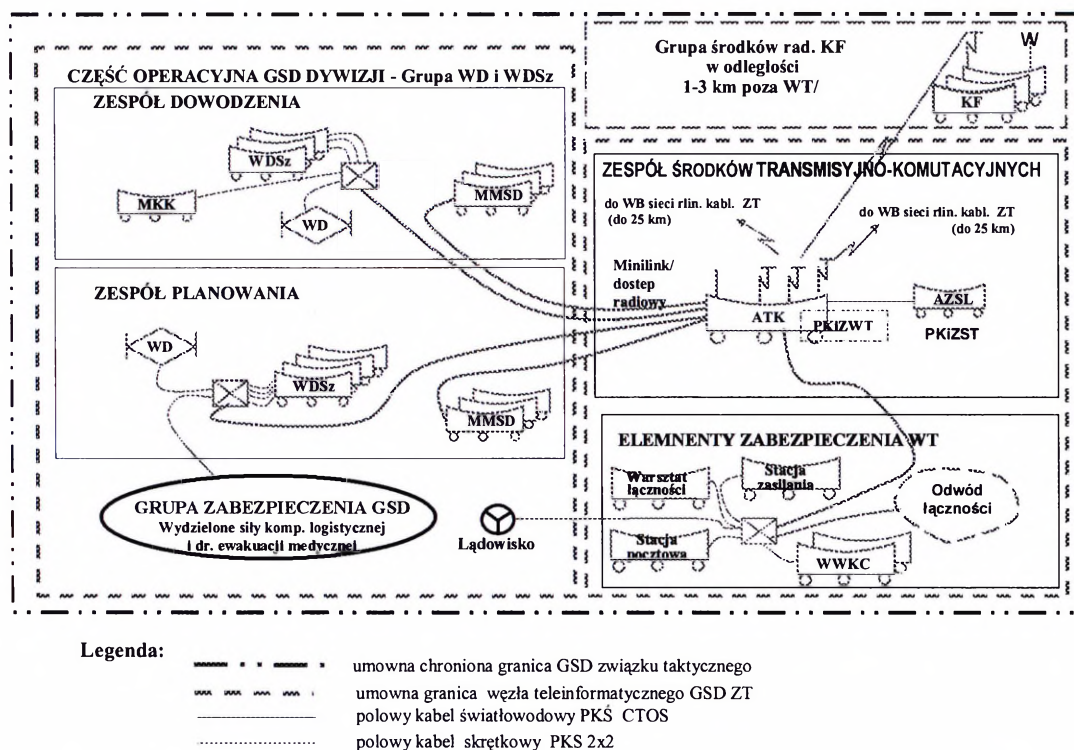 CZĘŚĆ OPERACYJNA GSD DYWIZJI - Grupa WD i WDSz
ZESPÓŁ DOWODZENIA
WDSz
MKK
WD
MMSD
ZESPÓŁ PLANOWANIA
WD
WDSz
MMSD
GRUPA ZABEZPIECZENIA GSD
Wydzielone siły komp. logistycznej
i dr. ewakuacji medycznej
Lądowisko
Grupa środków rad. KF
w odległości
1-3 km poza WT/
W
KF
ZESPÓŁ ŚRODKÓW TRANSMISYJNO-KOMUTACYJNYCH
do WB sieci rlin. kabl. ZT
(do 25 km)
do WB sieci rlin. kabl. ZT
(do 25 km)
Minilink/
dostep
radiowy
ATK
PKiZWT
AZSL
PKiZST
ELEMNENTY ZABEZPIECZENIA WT
Warsztat
łączności
Stacja
zasilania
Odwód
łączności
Stacja
pocztowa
WWKC
Legenda:
umowna chroniona granica GSD związku taktycznego
umowna granica węzła teleinformatycznego GSD ZT
polowy kabel światłowodowy PKŚ CTOS
polowy kabel skrętkowy PKS 2x2